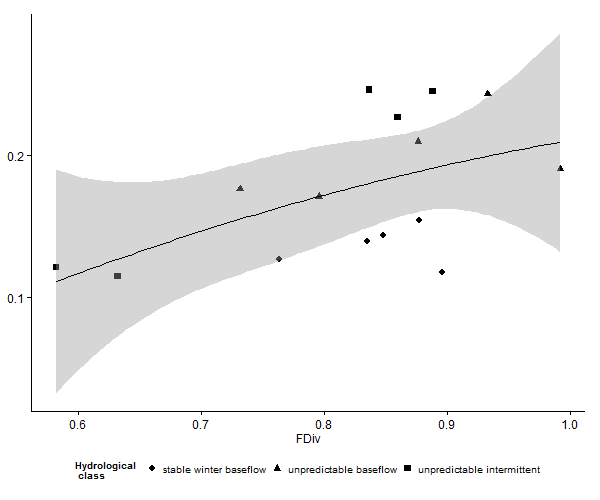 0.2
0.1
0.6 0.7 0.8 0.9 1.0
FDiv
Hydrological
class
stable winter baseflow unpredictable baseflow unpredictable intermittent